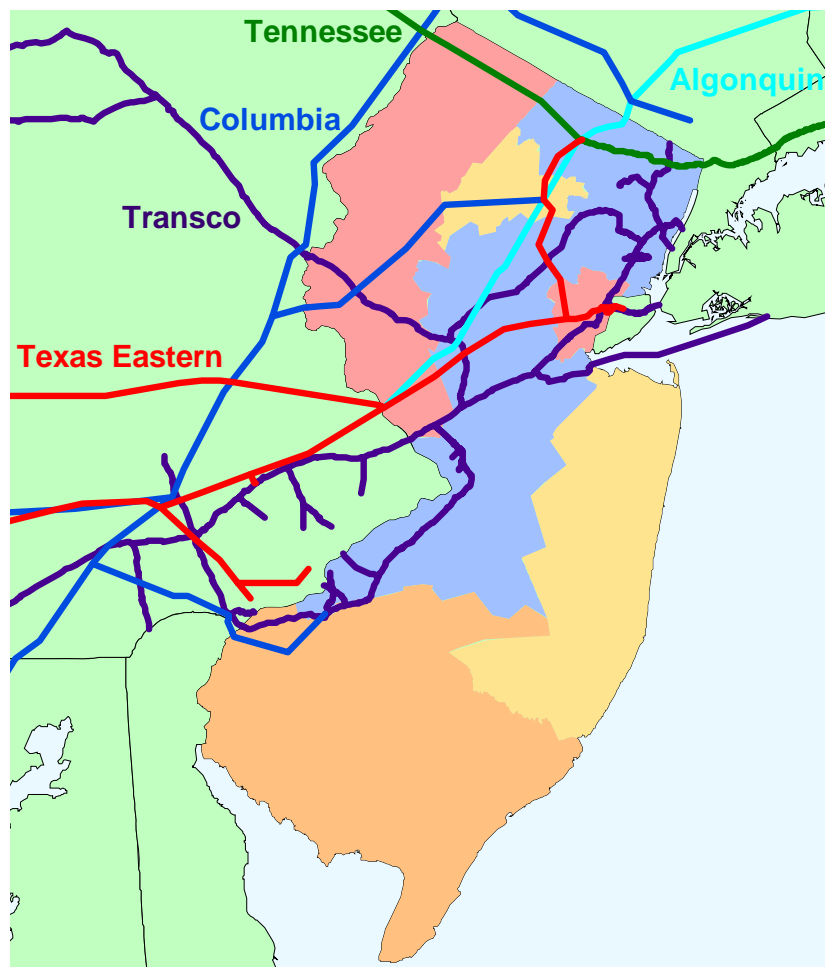 Tennessee
Algonquin
Columbia
Transco
Texas Eastern